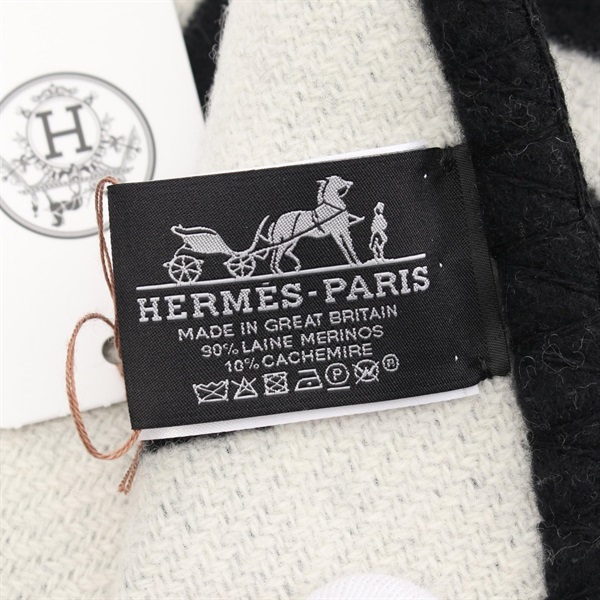 H
HERMÈS-PARIS
MADE IN GREAT BRITAIN
90% LAINE MERINOS
10% CACHEMIRE
P W ®